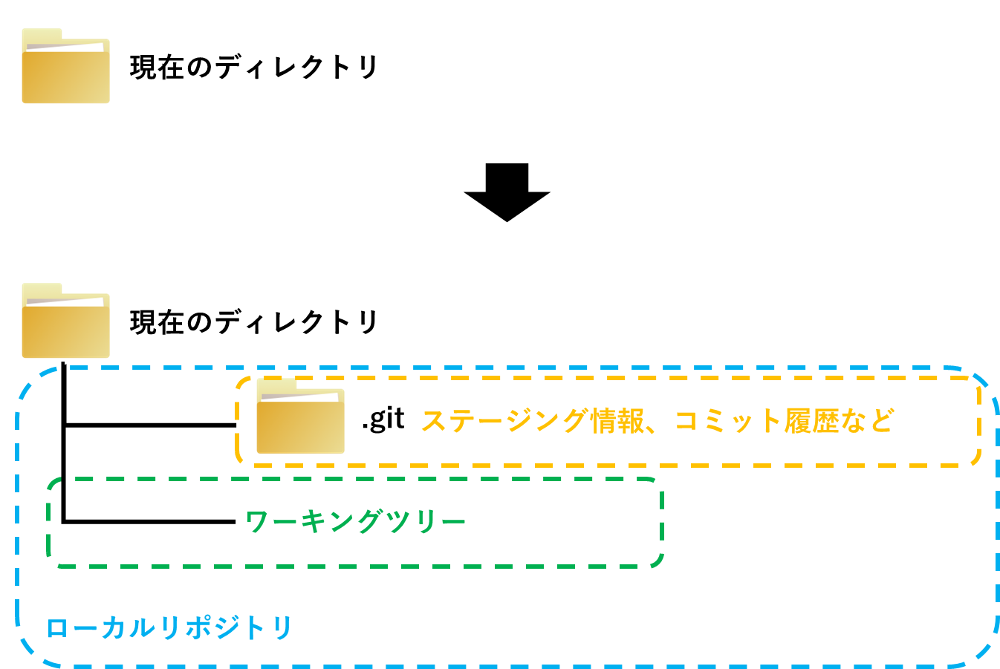 現在のディレクトリ
現在のディレクトリ
.git ステージング情報、コミット履歴など
ワーキングツリー
ローカルリポジトリ